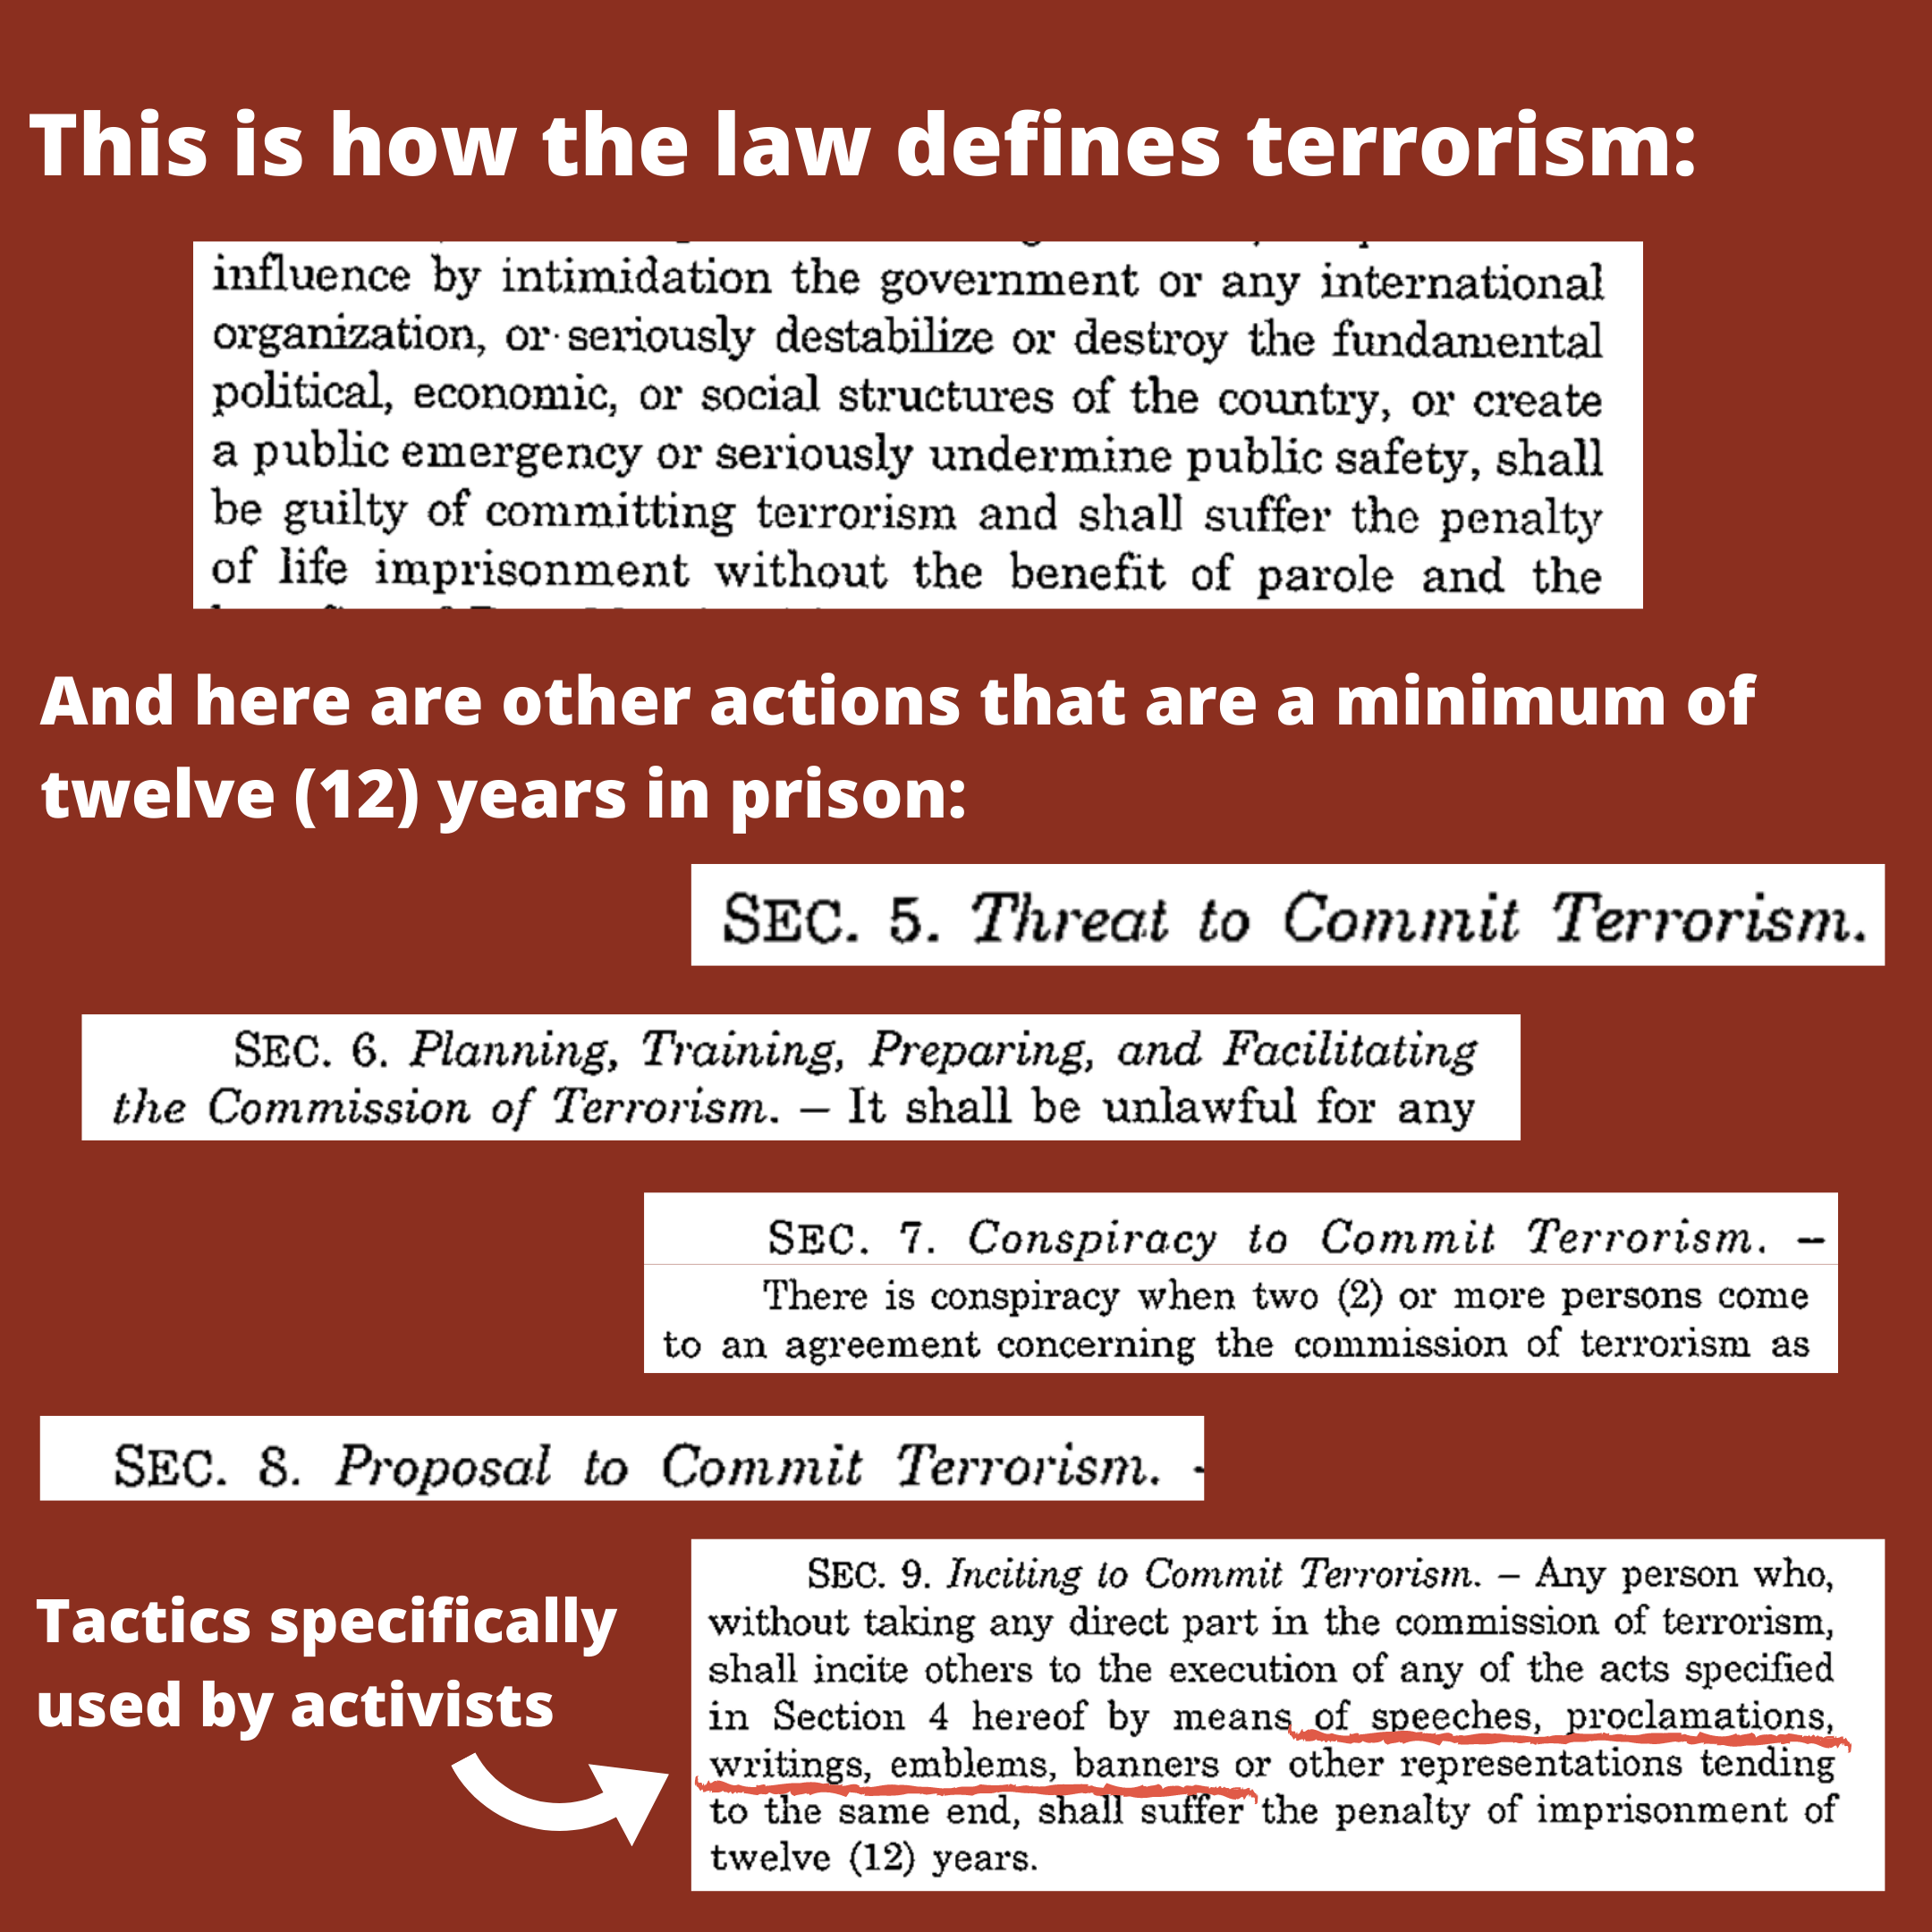 This is how the law defines terrorism:
influence by intimidation the government or any international
organization, or seriously destabilize or destroy the fundamental
political, economic, or social structures of the country, or create
a public emergency or seriously undermine public safety, shall
be guilty of committing terrorism and shall suffer the penalty
of life imprisonment without the benefit of parole and the
And here are other actions that are a minimum of
twelve (12) years in prison:
SEC. 5. Threat to Commit Terrorism.
SEC. 6. Planning, Training, Preparing, and Facilitating
the Commission of Terrorism. – It shall be unlawful for any
SEC. 7. Conspiracy to Commit Terrorism. –
There is conspiracy when two (2) or more persons come
to an agreement concerning the commission of terrorism as
SEC. 8. Proposal to Commit Terrorism. -
Tactics specifically
used by activists
SEC. 9. Inciting to Commit Terrorism. – Any person who,
without taking any direct part in the commission of terrorism,
shall incite others to the execution of any of the acts specified
in Section 4 hereof by means of speeches, proclamations,
writings, emblems, banners or other representations tending
to the same end, shall suffer the penalty of imprisonment of
twelve (12) years.